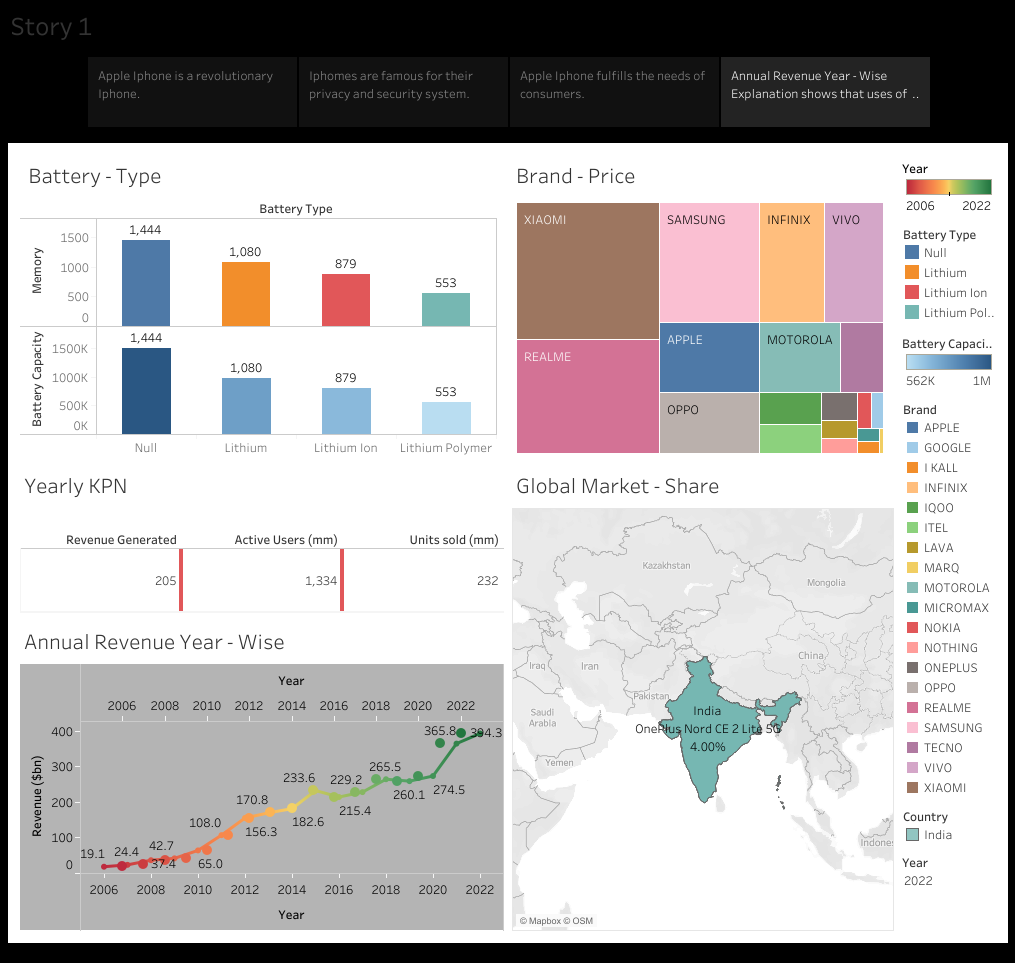 Story 1
Apple Iphone is a revolutionary
Iphone.
Iphomes are famous for their
privacy and security system.
Apple Iphone fulfills the needs of
consumers.
Annual Revenue Year - Wise
Explanation shows that uses of ..
Battery - Type
Battery Type
Memory
1500
1000
500
0
1,444
1,080
879
553
Battery Capacity
1500K
1000K
500K
0K
1,444
1,080
879
553
Null
Lithium
Lithium Ion
Lithium Polymer
Brand - Price
XIAOMI
SAMSUNG
INFINIX
VIVO
REALME
APPLE
MOTOROLA
OPPO
Yearly KPN
Revenue Generated
Active Users (mm)
Units sold (mm)
205
1,334
232
Annual Revenue Year - Wise
Year
2006
2008
2010
2012
2014
2016
2018
2020
2022
Revenue ($bn)
400
300
200
100
0
19.1
24.4
42.7
37.4
108.0
65.0
170.8
156.3
233.6
182.6
229.2
215.4
265.5
260.1
365.8
274.5
394.3
2006
2008
2010
2012
2014
2016
2018
2020
2022
Year
Global Market - Share
Kazakhstan
Mongolia
China
Iraq
Iran
Pakistan
Saudi
Arabia
Yemen
India
OnePlus Nord CE 2 Lite 5G
4.00%
Indones
© Mapbox © OSM
Year
2006
2022
Battery Type
Null
Lithium
Lithium Ion
Lithium Pol..
Battery Capaci..
562K
1M
Brand
APPLE
GOOGLE
I KALL
INFINIX
IQOO
ITEL
LAVA
MARQ
MOTOROLA
MICROMAX
NOKIA
NOTHING
ONEPLUS
OPPO
REALME
SAMSUNG
TECNO
VIVO
XIAOMI
Country
India
Year
2022